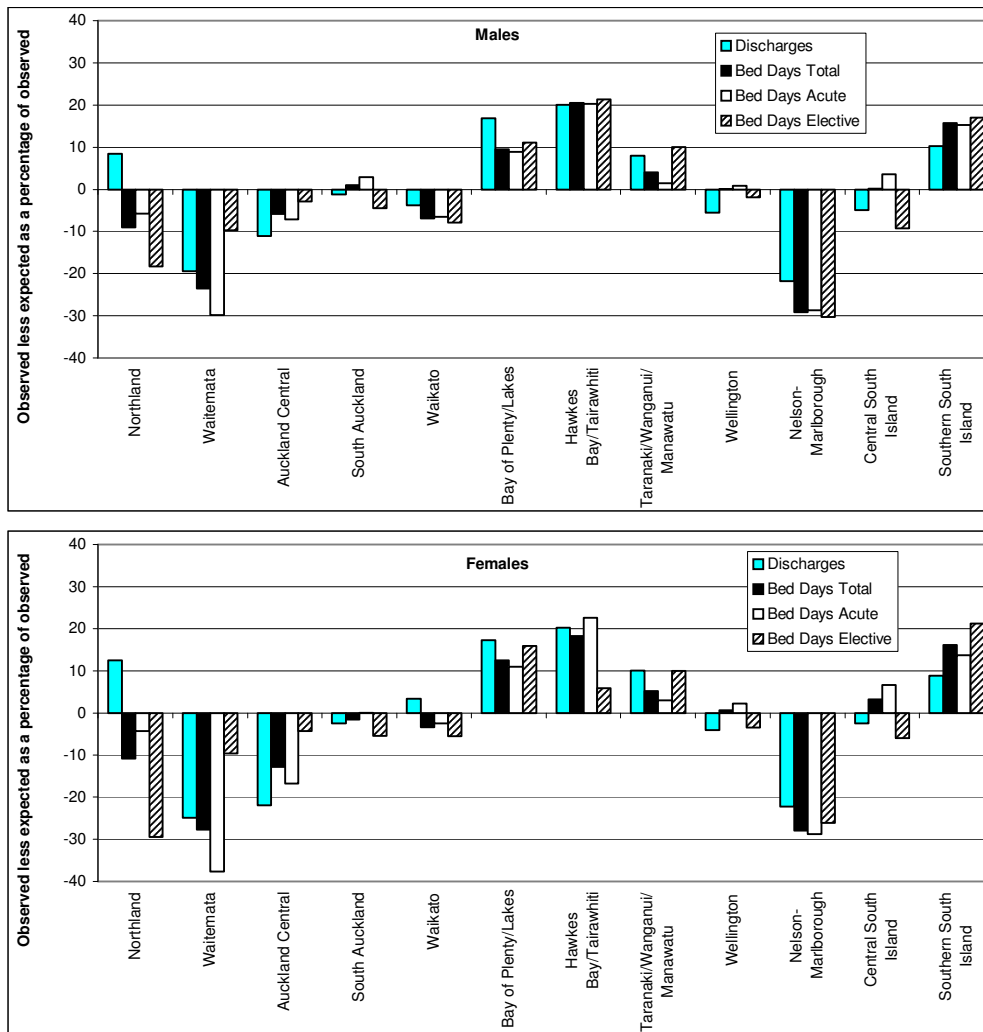 Males
Observed less expected as a percentage of observed
40
30
20
10
0
-10
-20
-30
-40
Discharges
Bed Days Total
Bed Days Acute
Bed Days Elective
Northland
Waitemata
Auckland Central
South Auckland
Waikato
Bay of Plenty/Lakes
Hawkes
Bay/Tairawhiti
Taranaki/Wanganui/
Manawatu
Wellington
Nelson-
Marlborough
Central South
Island
Southern South
Island
Females
Observed less expected as a percentage of observed
40
30
20
10
0
-10
-20
-30
-40
Discharges
Bed Days Total
Bed Days Acute
Bed Days Elective
Northland
Waitemata
Auckland Central
South Auckland
Waikato
Bay of Plenty/Lakes
Hawkes
Bay/Tairawhiti
Taranaki/Wanganui/
Manawatu
Wellington
Nelson-
Marlborough
Central South
Island
Southern South
Island